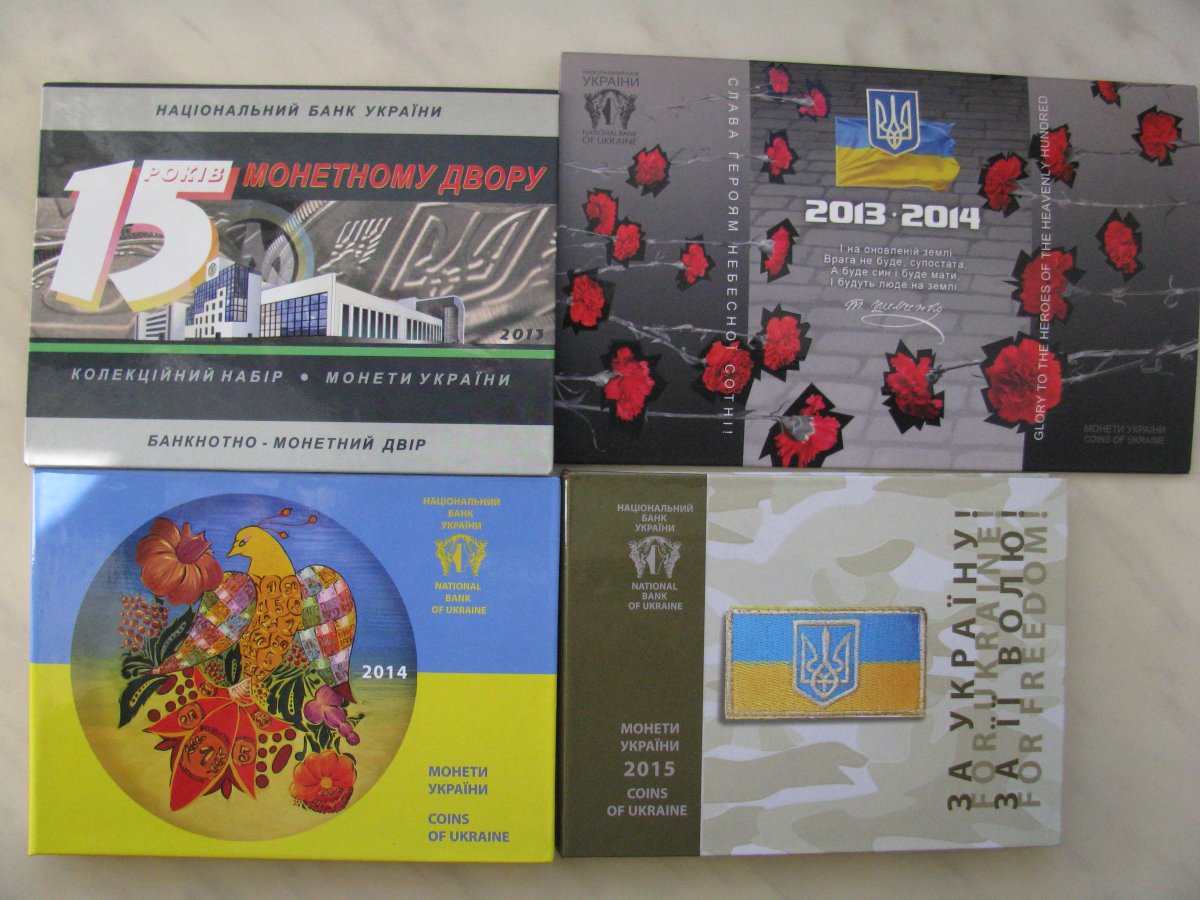 НАЦІОНАЛЬНИЙ БАНК УКРАЇНИ
15
РОКІВ
МОНЕТНОМУ ДВОРУ
2013
КОЛЕКЦІЙНИЙ НАБІР • МОНЕТИ УКРАЇНИ
БАНКНОТНО - МОНЕТНИЙ ДВІР
НАЦІОНАЛЬНИЙ БАНК
УКРАЇНИ
NATIONAL BANK
OF UKRAINE
СЛАВА ГЕРОЯМ НЕБЕСНОЇ СОТНІ!
2013 · 2014
І на оновленій землі
Врага не буде, супостата,
А буде син і буде мати,
І будуть люде на землі.
Т. Шевченко
GLORY TO THE HEROES OF THE HEAVENLY HUNDRED
МОНЕТИ УКРАЇНИ
COINS OF UKRAINE
НАЦІОНАЛЬНИЙ
БАНК
УКРАЇНИ
NATIONAL
BANK
OF UKRAINE
2014
МОНЕТИ
УКРАЇНИ
COINS
OF UKRAINE
НАЦІОНАЛЬНИЙ
БАНК
УКРАЇНИ
NATIONAL
BANK
OF UKRAINE
МОНЕТИ
УКРАЇНИ
2015
COINS
OF UKRAINE
ЗА УКРАЇНУ!
FOR UKRAINE!
ЗА ЇЇ ВОЛЮ!
FOR FREEDOM!